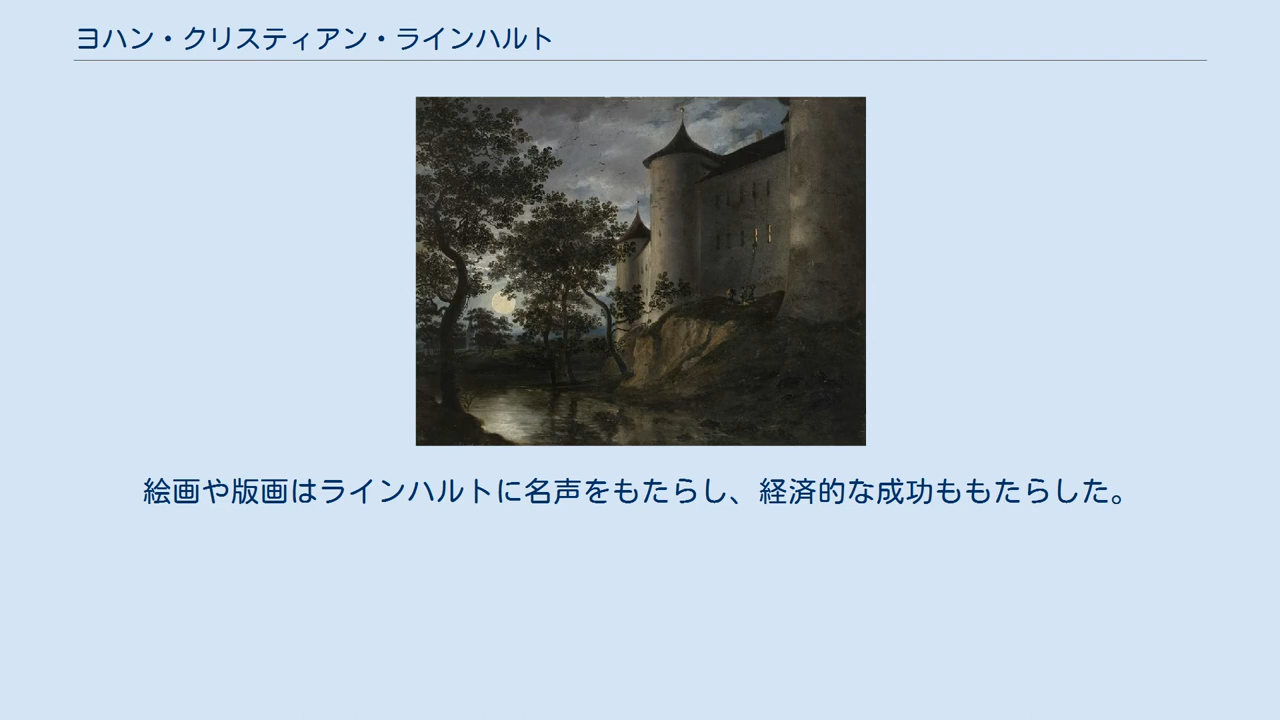 ヨハン・クリスティアン・ラインハルト
絵画や版画はラインハルトに名声をもたらし、経済的な成功ももたらした。